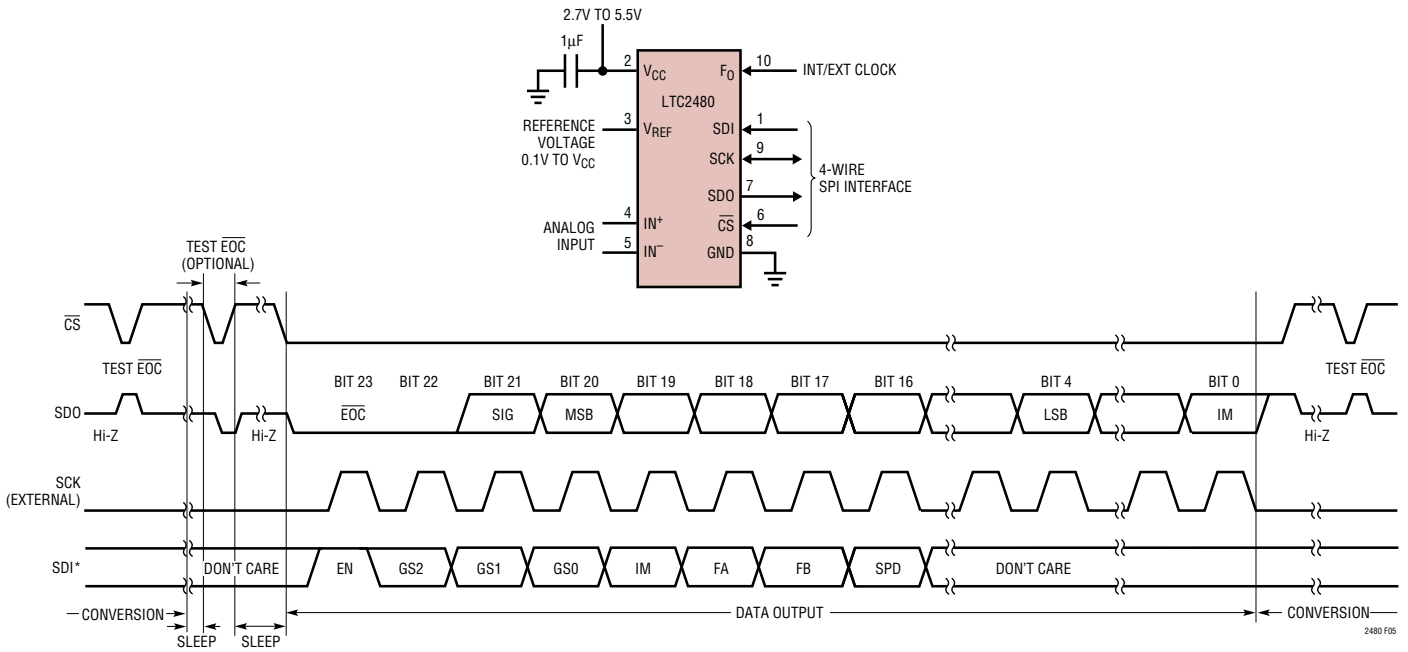 2.7V TO 5.5V
1µF
2 VCC
FO 10 INT/EXT CLOCK
LTC2480
REFERENCE
VOLTAGE
0.1V TO VCC
3 VREF
SDI 1
SCK 9
SDO 7
CS 6
4-WIRE
SPI INTERFACE
ANALOG
INPUT
4 IN+
5 IN–
GND 8
TEST EOC
(OPTIONAL)
CS
TEST EOC
TEST EOC
BIT 23 BIT 22 BIT 21 BIT 20 BIT 19 BIT 18 BIT 17 BIT 16 BIT 4 BIT 0
SDO EOC SIG MSB LSB IM
Hi-Z Hi-Z Hi-Z
SCK
(EXTERNAL)
SDI* DON'T CARE EN GS2 GS1 GS0 IM FA FB SPD DON'T CARE
CONVERSION DATA OUTPUT CONVERSION
SLEEP SLEEP
2480 F05